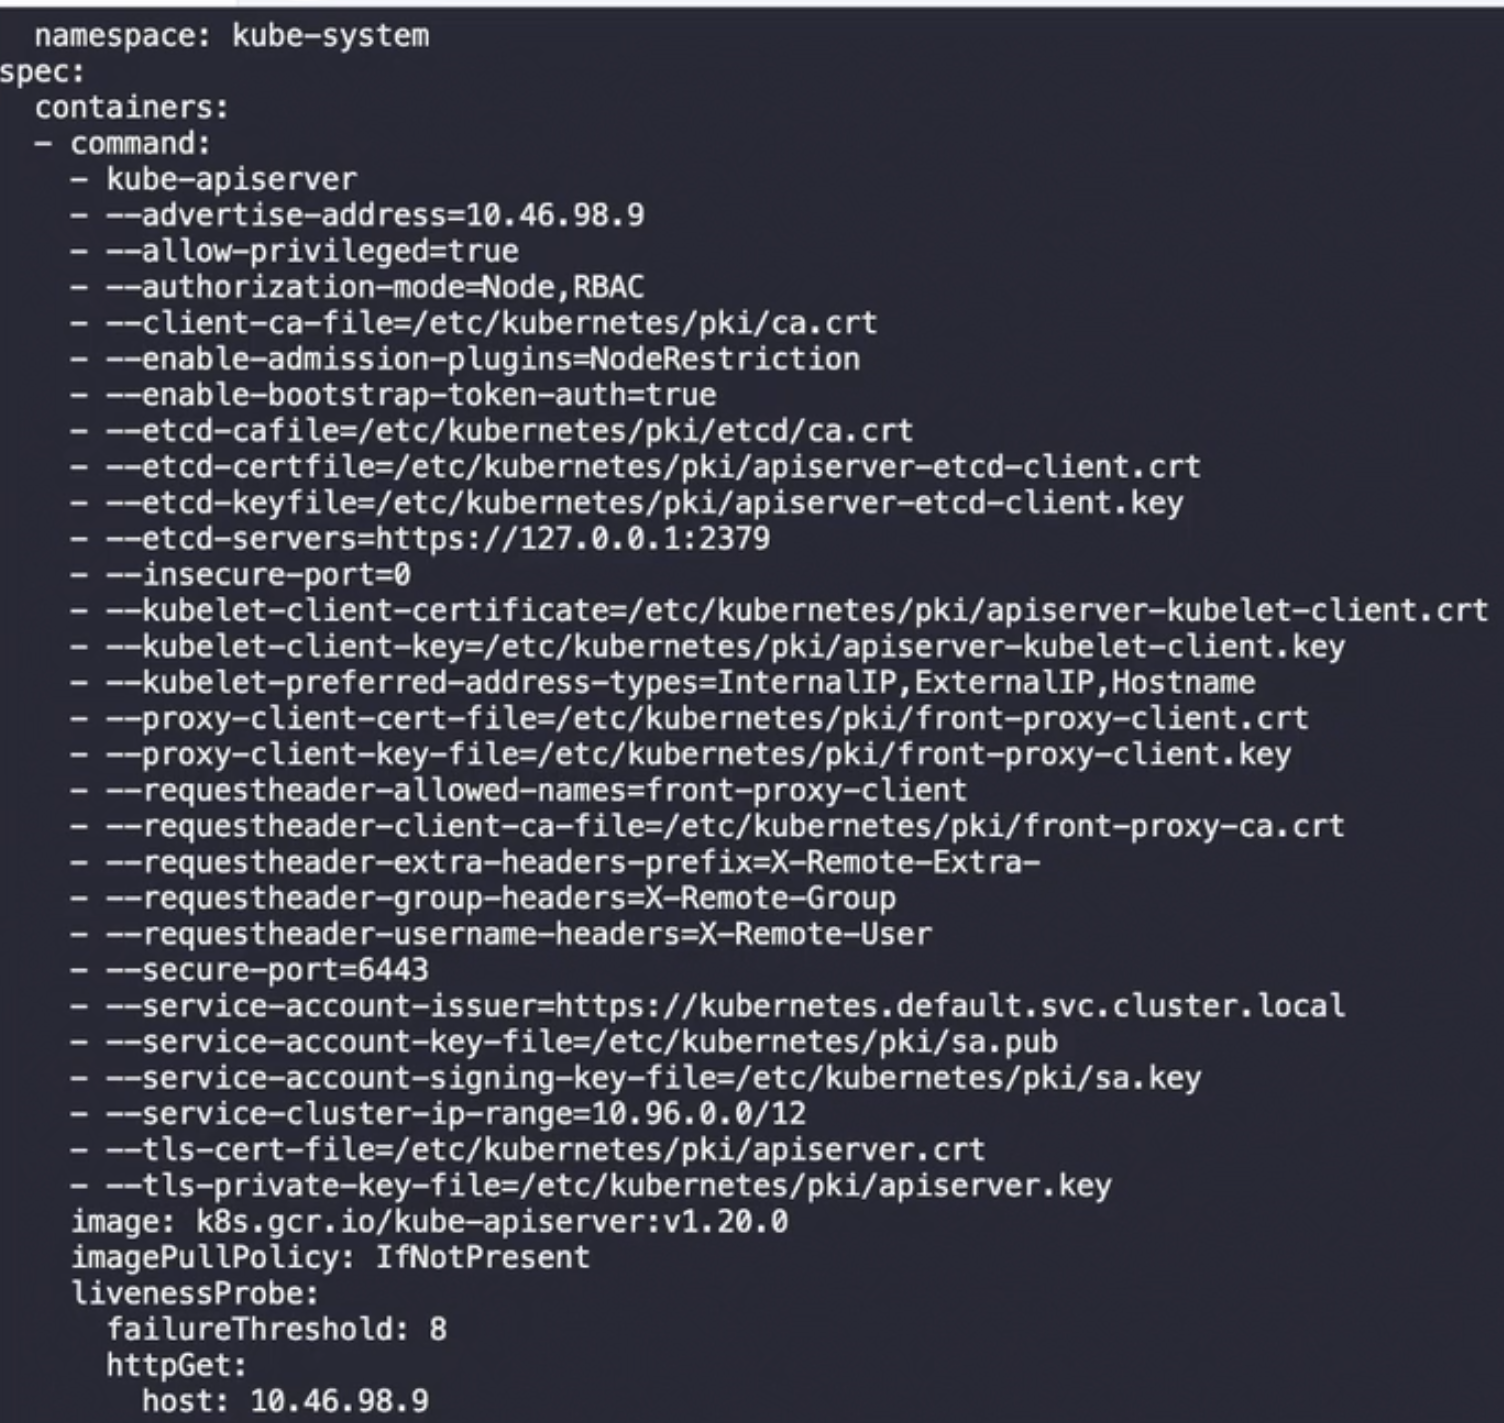 namespace: kube-system
spec:
containers:
- command:
- kube-apiserver
- --advertise-address=10.46.98.9
- --allow-privileged=true
- --authorization-mode=Node,RBAC
- --client-ca-file=/etc/kubernetes/pki/ca.crt
- --enable-admission-plugins=NodeRestriction
- --enable-bootstrap-token-auth=true
- --etcd-cafile=/etc/kubernetes/pki/etcd/ca.crt
- --etcd-certfile=/etc/kubernetes/pki/apiserver-etcd-client.crt
- --etcd-keyfile=/etc/kubernetes/pki/apiserver-etcd-client.key
- --etcd-servers=https://127.0.0.1:2379
- --insecure-port=0
- --kubelet-client-certificate=/etc/kubernetes/pki/apiserver-kubelet-client.crt
- --kubelet-client-key=/etc/kubernetes/pki/apiserver-kubelet-client.key
- --kubelet-preferred-address-types=InternalIP,ExternalIP,Hostname
- --proxy-client-cert-file=/etc/kubernetes/pki/front-proxy-client.crt
- --proxy-client-key-file=/etc/kubernetes/pki/front-proxy-client.key
- --requestheader-allowed-names=front-proxy-client
- --requestheader-client-ca-file=/etc/kubernetes/pki/front-proxy-ca.crt
- --requestheader-extra-headers-prefix=X-Remote-Extra-
- --requestheader-group-headers=X-Remote-Group
- --requestheader-username-headers=X-Remote-User
- --secure-port=6443
- --service-account-issuer=https://kubernetes.default.svc.cluster.local
- --service-account-key-file=/etc/kubernetes/pki/sa.pub
- --service-account-signing-key-file=/etc/kubernetes/pki/sa.key
- --service-cluster-ip-range=10.96.0.0/12
- --tls-cert-file=/etc/kubernetes/pki/apiserver.crt
- --tls-private-key-file=/etc/kubernetes/pki/apiserver.key
image: k8s.gcr.io/kube-apiserver:v1.20.0
imagePullPolicy: IfNotPresent
livenessProbe:
failureThreshold: 8
httpGet:
host: 10.46.98.9